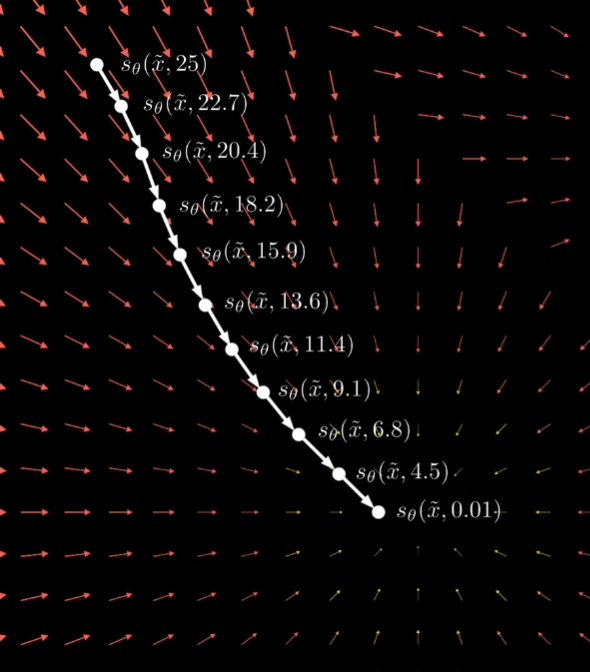 s_θ(x̃, 25)
s_θ(x̃, 22.7)
s_θ(x̃, 20.4)
s_θ(x̃, 18.2)
s_θ(x̃, 15.9)
s_θ(x̃, 13.6)
s_θ(x̃, 11.4)
s_θ(x̃, 9.1)
s_θ(x̃, 6.8)
s_θ(x̃, 4.5)
s_θ(x̃, 0.01)